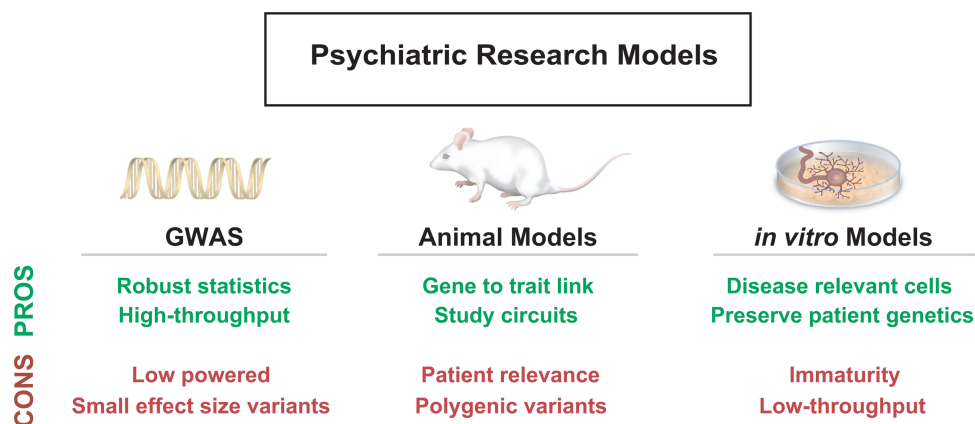 Psychiatric Research Models
GWAS
Animal Models
in vitro Models
PROS
Robust statistics
High-throughput
Gene to trait link
Study circuits
Disease relevant cells
Preserve patient genetics
CONS
Low powered
Small effect size variants
Patient relevance
Polygenic variants
Immaturity
Low-throughput